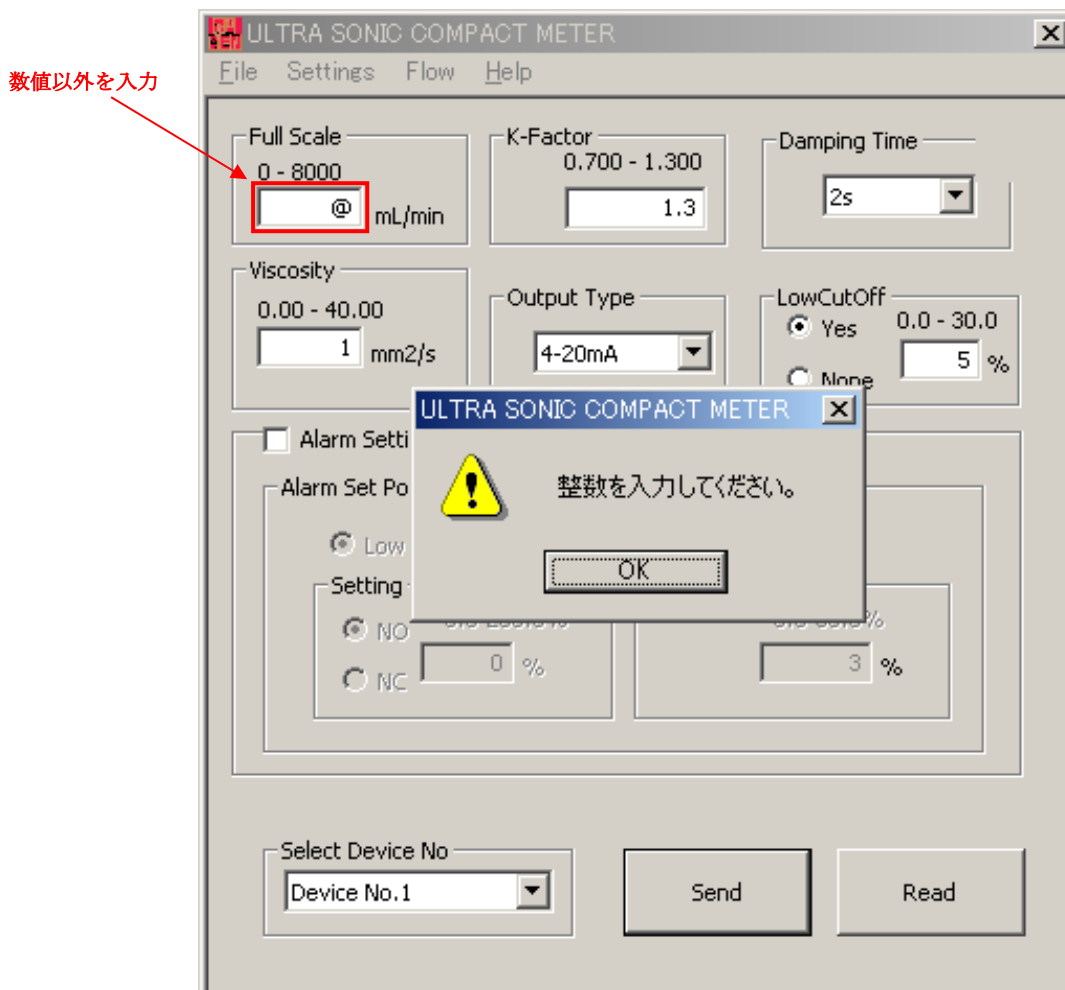 ULTRA SONIC COMPACT METER
File Settings Flow Help
数値以外を入力
Full Scale
0 - 8000
@ mL/min
K-Factor
0.700 - 1.300
1.3
Damping Time
2s
Viscosity
0.00 - 40.00
1 mm2/s
Output Type
4-20mA
LowCutOff
Yes 0.0 - 30.0
5 %
None
ULTRA SONIC COMPACT METER
整数を入力してください。
OK
Alarm Setti
Alarm Set Po
Low
Setting
NO
0 %
NC
3 %
Select Device No
Device No.1
Send
Read